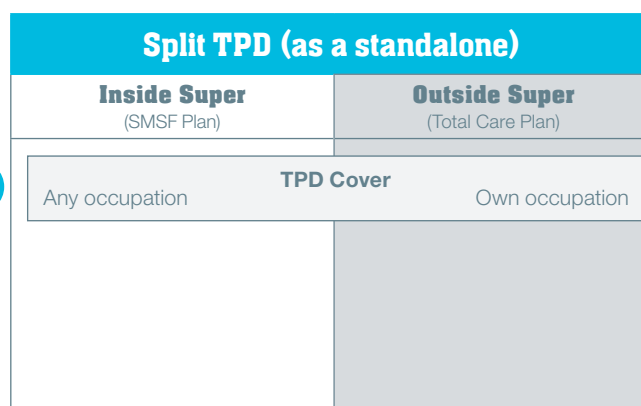 Split TPD (as a standalone)
Inside Super
(SMSF Plan)
Outside Super
(Total Care Plan)
TPD Cover
Any occupation
Own occupation